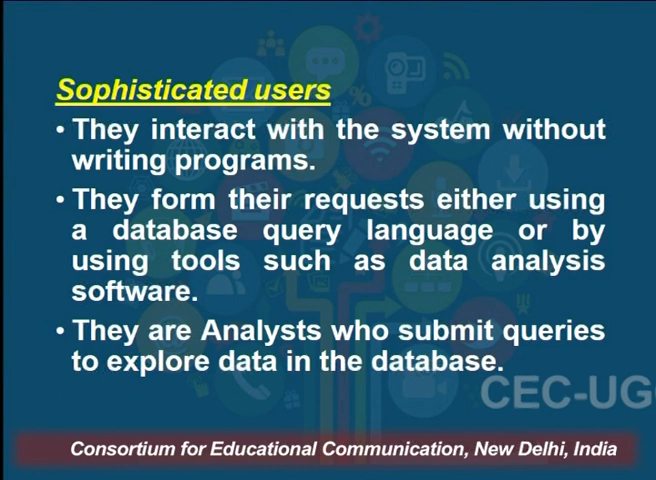 Sophisticated users
• They interact with the system without
writing programs.
• They form their requests either using
a database query language or by
using tools such as data analysis
software.
• They are Analysts who submit queries
to explore data in the database.
CEC-UG
Consortium for Educational Communication, New Delhi, India